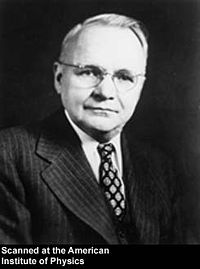 Scanned at the American
Institute of Physics